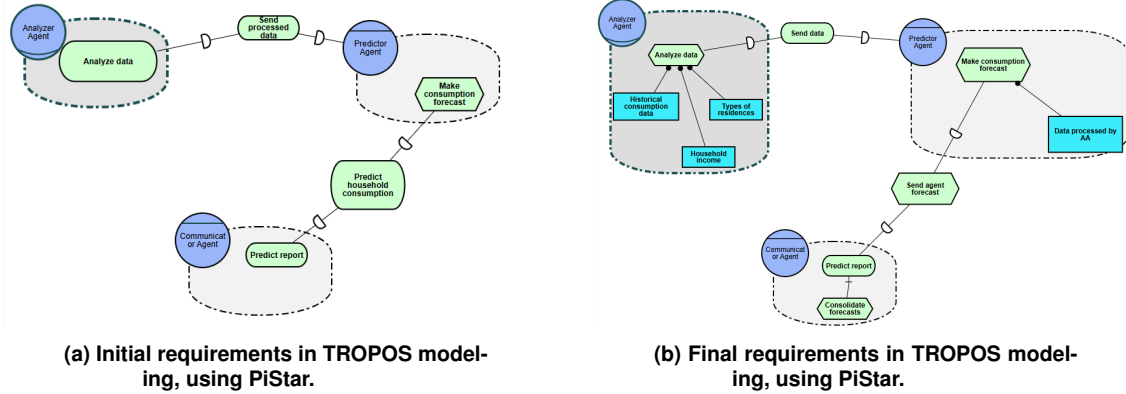 Analyzer
Agent
Analyze data
Send
processed
data
Predictor
Agent
Make
consumption
forecast
Predict
household
consumption
Communicat
or Agent
Predict report
(a) Initial requirements in TROPOS model-
ing, using PiStar.
Analyzer
Agent
Analyze data
Historical
consumption
data
Types of
residences
Household
income
Send data
Predictor
Agent
Make consumption
forecast
Data processed by
AA
Send agent
forecast
Communicat
or Agent
Predict report
Consolidate
forecasts
(b) Final requirements in TROPOS model-
ing, using PiStar.